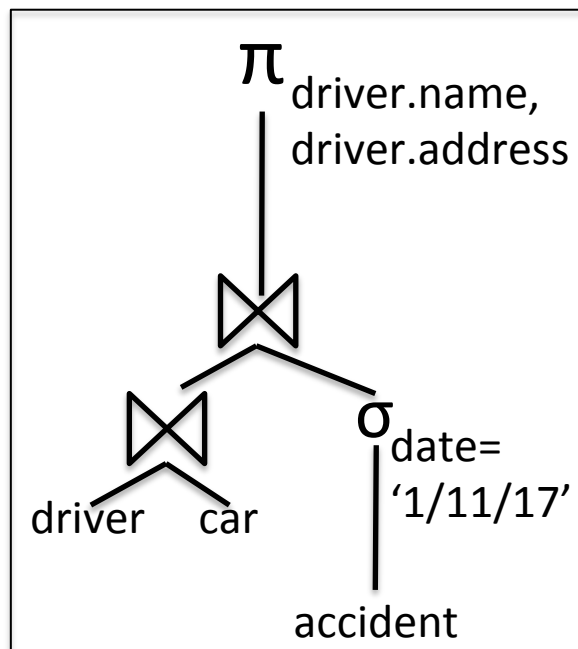 π driver.name,
driver.address
⋈
⋈
σ date=
‘1/11/17’
driver car
accident